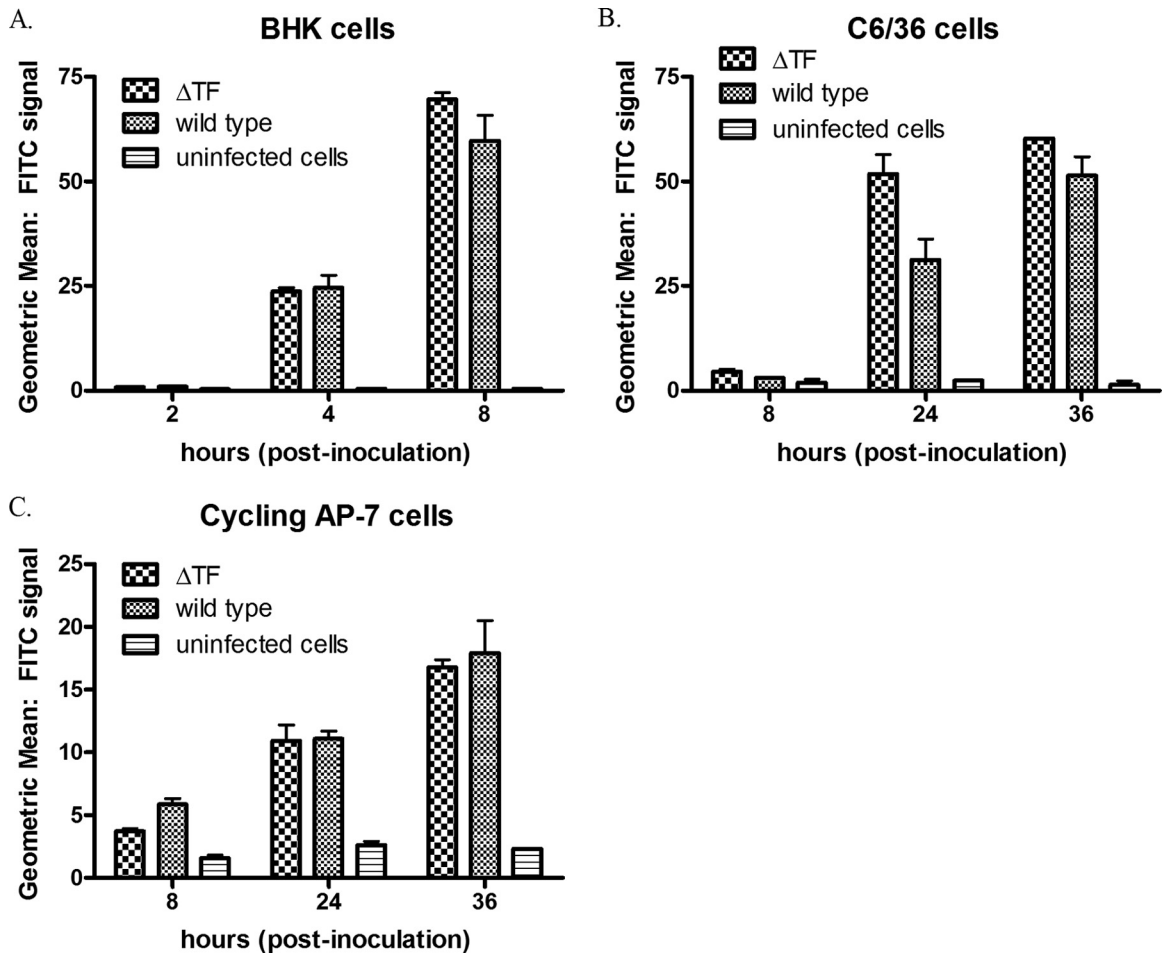 A.
BHK cells
Geometric Mean: FITC signal
75
50
25
0
ΔTF
wild type
uninfected cells
2
4
8
hours (post-inoculation)
B.
C6/36 cells
Geometric Mean: FITC signal
75
50
25
0
ΔTF
wild type
uninfected cells
8
24
36
hours (post-inoculation)
C.
Cycling AP-7 cells
Geometric Mean: FITC signal
25
20
15
10
5
0
ΔTF
wild type
uninfected cells
8
24
36
hours (post-inoculation)